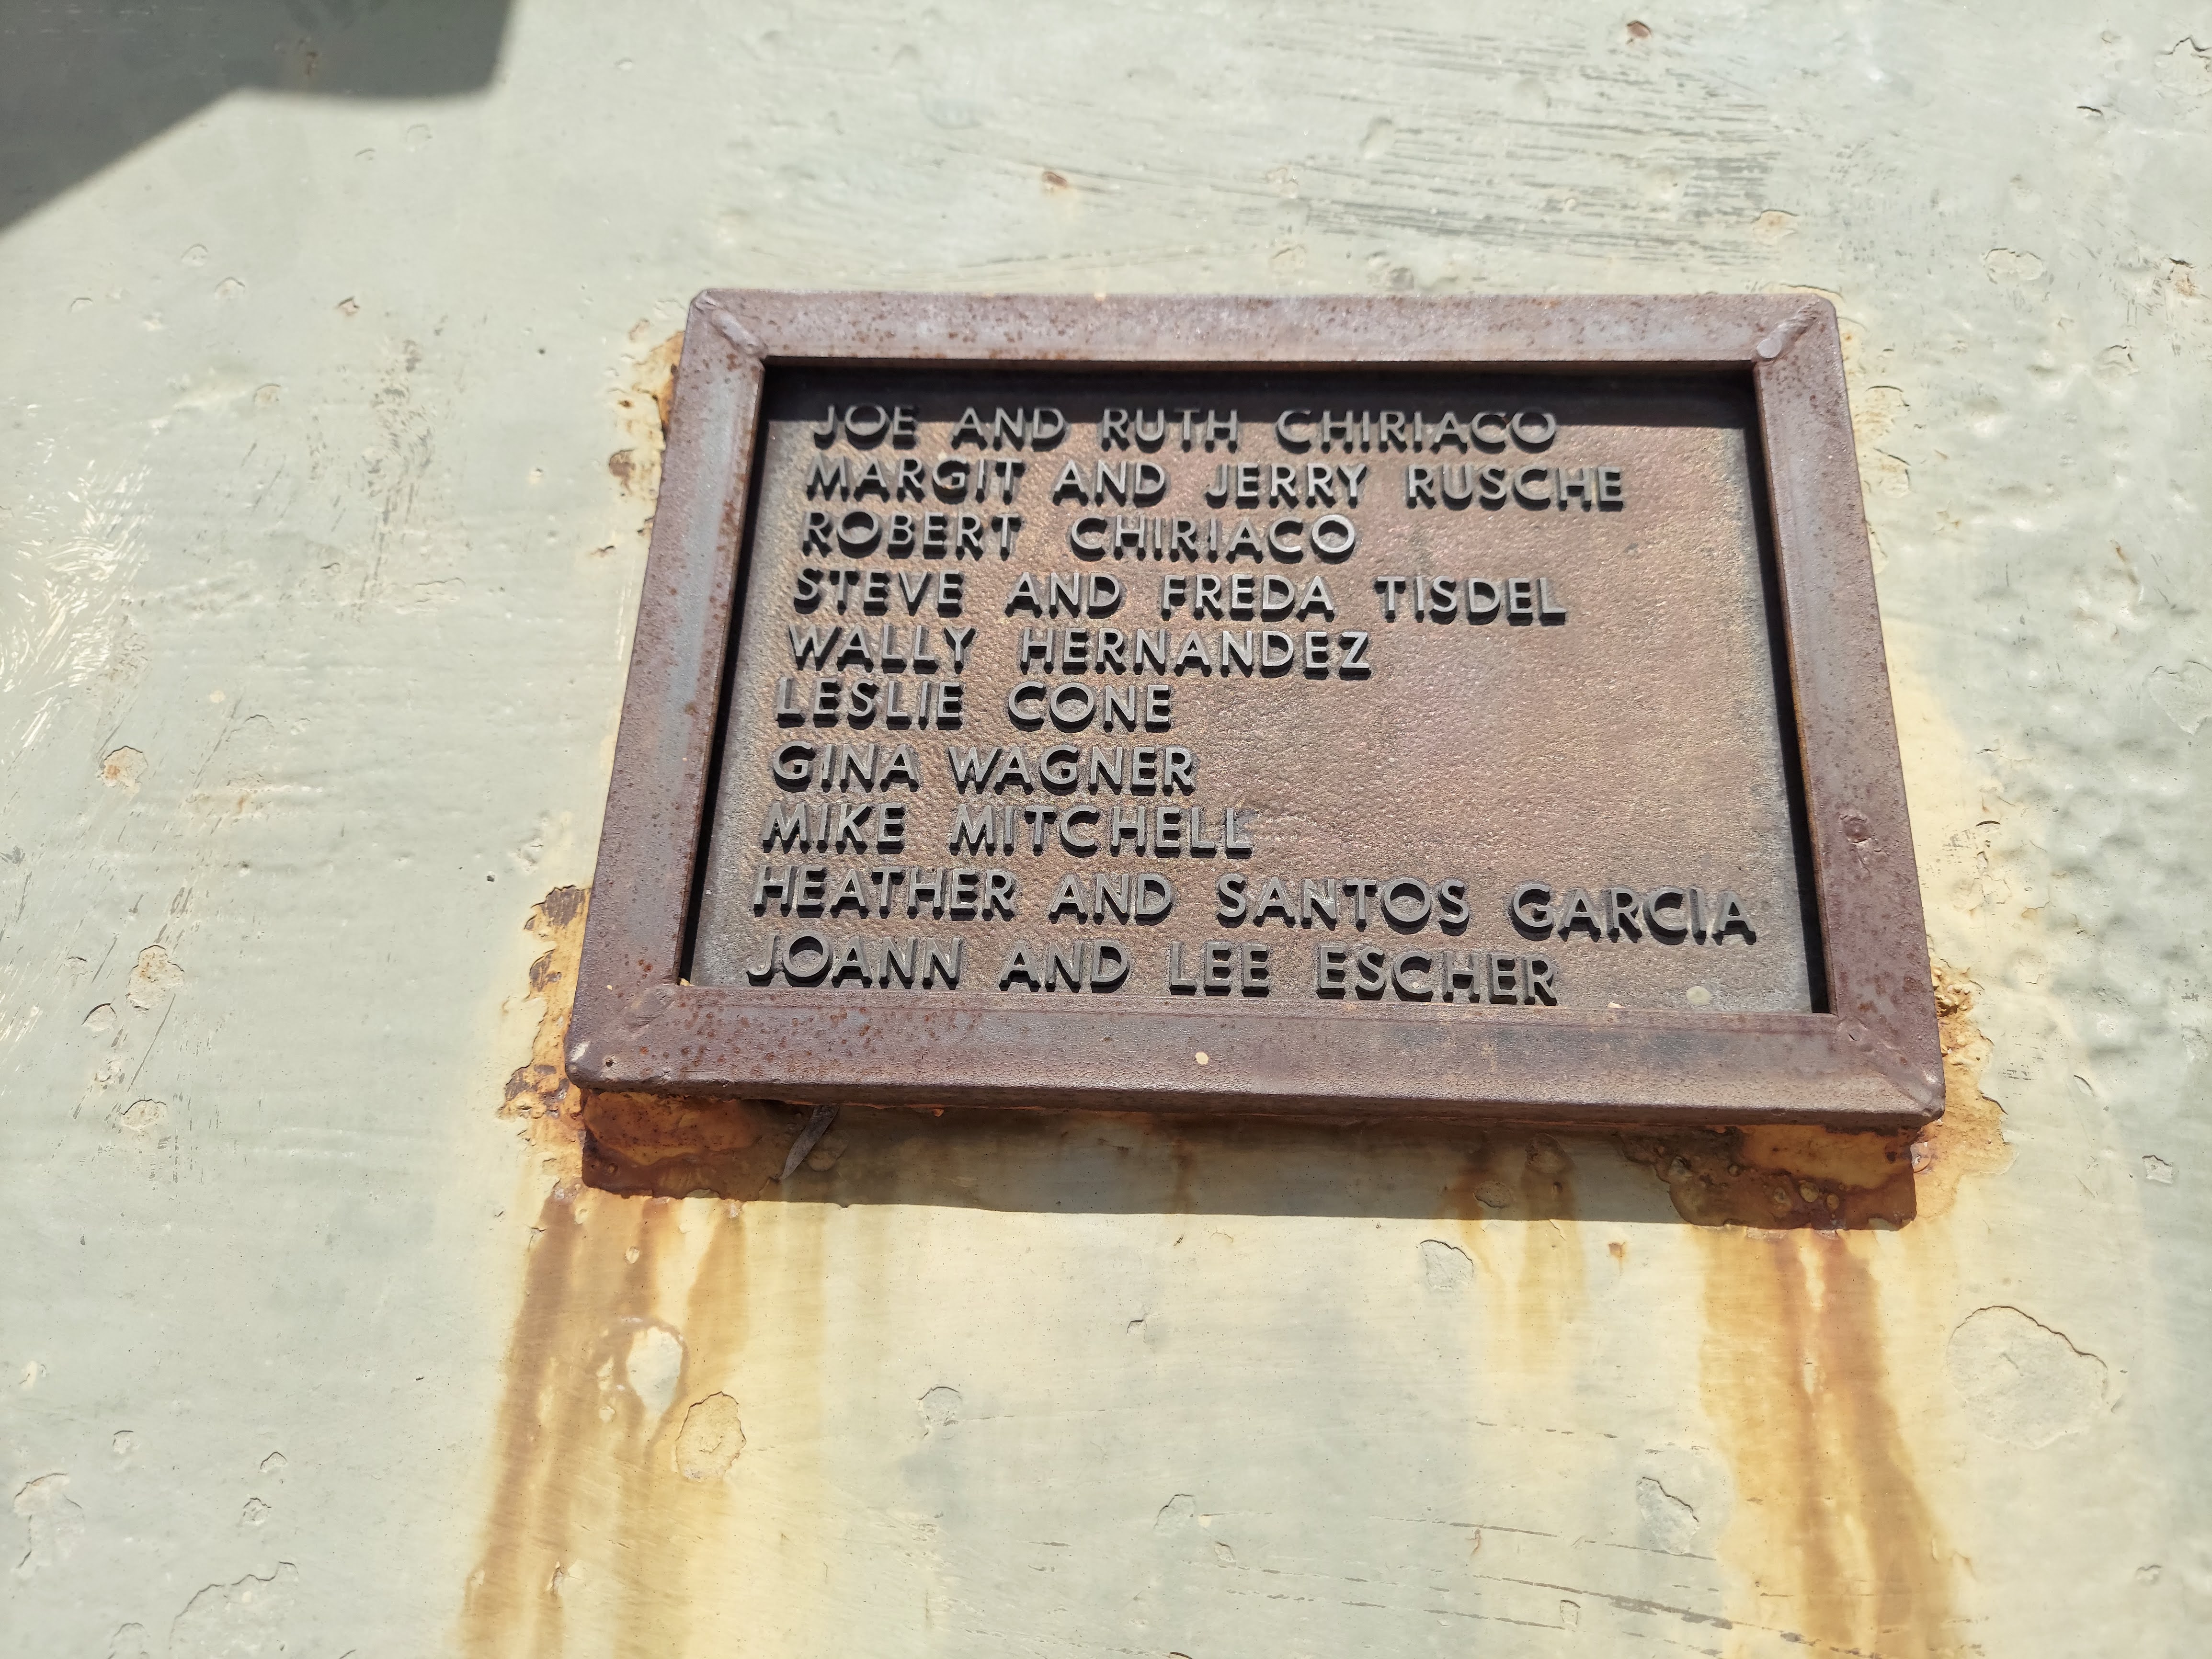 JOE AND RUTH CHIRIACO
MARGIT AND JERRY RUSCHE
ROBERT CHIRIACO
STEVE AND FREDA TISDEL
WALLY HERNANDEZ
LESLIE CONE
GINA WAGNER
MIKE MITCHELL
HEATHER AND SANTOS GARCIA
JOANN AND LEE ESCHER